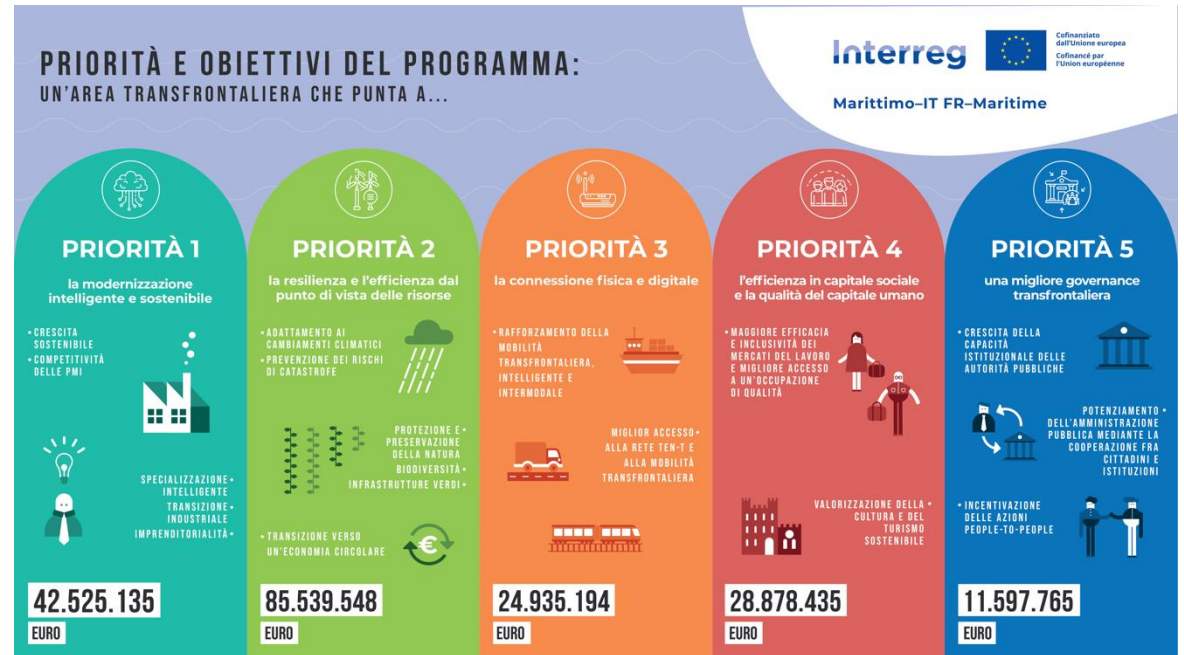 PRIORITÀ E OBIETTIVI DEL PROGRAMMA:
UN'AREA TRANSFRONTALIERA CHE PUNTA A...
Interreg
Cofinanziato
dall'Unione europea
Cofinancé par
l'Union européenne
Marittimo–IT FR–Maritime
PRIORITÀ 1
la modernizzazione
intelligente e sostenibile
• CRESCITA
SOSTENIBILE
• COMPETITIVITÀ
DELLE PMI
SPECIALIZZAZIONE •
INTELLIGENTE
TRANSIZIONE •
INDUSTRIALE
IMPRENDITORIALITÀ •
42.525.135
EURO
PRIORITÀ 2
la resilienza e l'efficienza dal
punto di vista delle risorse
• ADATTAMENTO AI
CAMBIAMENTI CLIMATICI
• PREVENZIONE DEI RISCHI
DI CATASTROFE
PROTEZIONE E •
PRESERVAZIONE
DELLA NATURA
BIODIVERSITÀ •
INFRASTRUTTURE VERDI •
• TRANSIZIONE VERSO
UN'ECONOMIA CIRCOLARE
€
85.539.548
EURO
PRIORITÀ 3
la connessione fisica e digitale
• RAFFORZAMENTO DELLA
MOBILITÀ
TRANSFRONTALIERA,
INTELLIGENTE E
INTERMODALE
MIGLIOR ACCESSO •
ALLA RETE TEN-T E
ALLA MOBILITÀ
TRANSFRONTALIERA
24.935.194
EURO
PRIORITÀ 4
l'efficienza in capitale sociale
e la qualità del capitale umano
• MAGGIORE EFFICACIA
E INCLUSIVITÀ DEI
MERCATI DEL LAVORO
E MIGLIORE ACCESSO
A UN'OCCUPAZIONE
DI QUALITÀ
VALORIZZAZIONE DELLA •
CULTURA E DEL
TURISMO
SOSTENIBILE
28.878.435
EURO
PRIORITÀ 5
una migliore governance
transfrontaliera
• CRESCITA DELLA
CAPACITÀ
ISTITUZIONALE DELLE
AUTORITÀ PUBBLICHE
POTENZIAMENTO •
DELL'AMMINISTRAZIONE
PUBBLICA MEDIANTE LA
COOPERAZIONE FRA
CITTADINI E
ISTITUZIONI
• INCENTIVAZIONE
DELLE AZIONI
PEOPLE-TO-PEOPLE
11.597.765
EURO